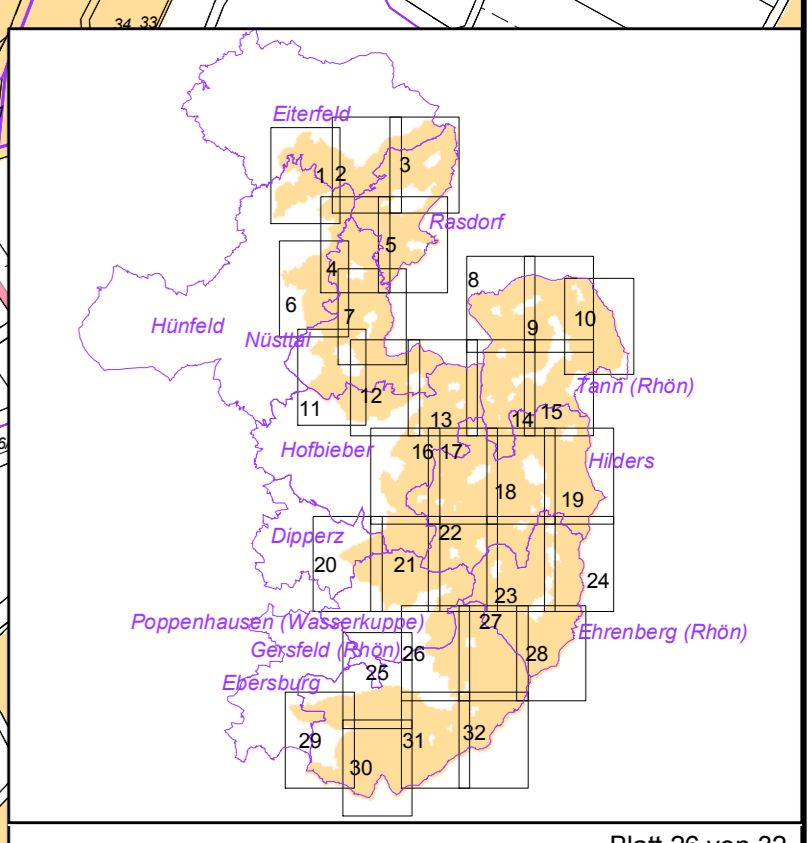 34 33
Eiterfeld
1
2
3
Rasdorf
5
4
8
6
7
9
10
Hünfeld
Nüsttal
Tann (Rhön)
12
11
13
14
15
Hofbieber
16
17
Hilders
18
19
22
Dipperz
20
21
24
23
Poppenhausen (Wasserkuppe)
27
Ehrenberg (Rhön)
Gersfeld (Rhön)
26
28
25
Ebersburg
29
31
32
30
Blatt 26 von 32